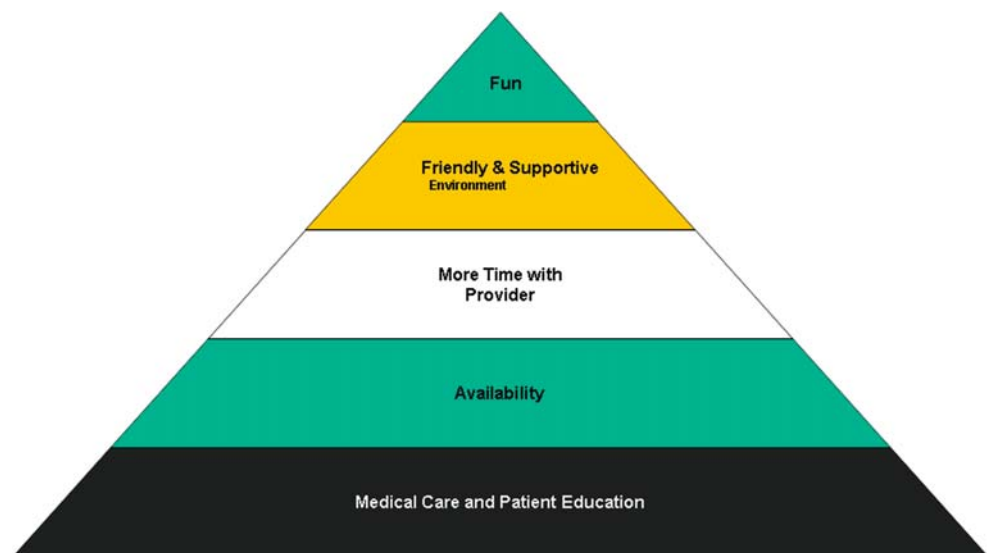 Fun
Friendly & Supportive
Environment
More Time with
Provider
Availability
Medical Care and Patient Education